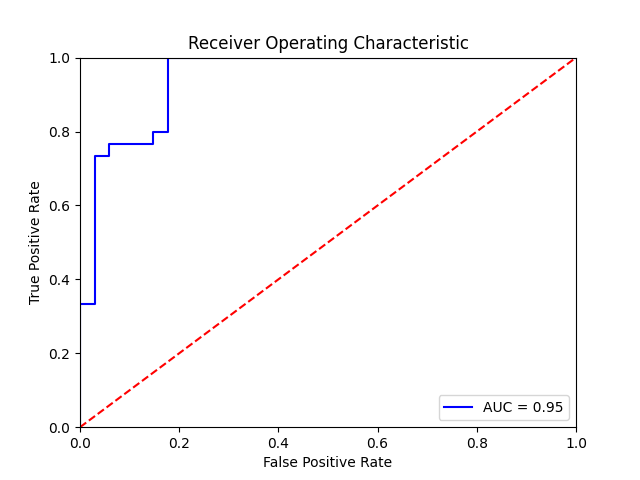 Receiver Operating Characteristic
True Positive Rate
1.0
0.8
0.6
0.4
0.2
0.0
AUC = 0.95
0.0 0.2 0.4 0.6 0.8 1.0
False Positive Rate